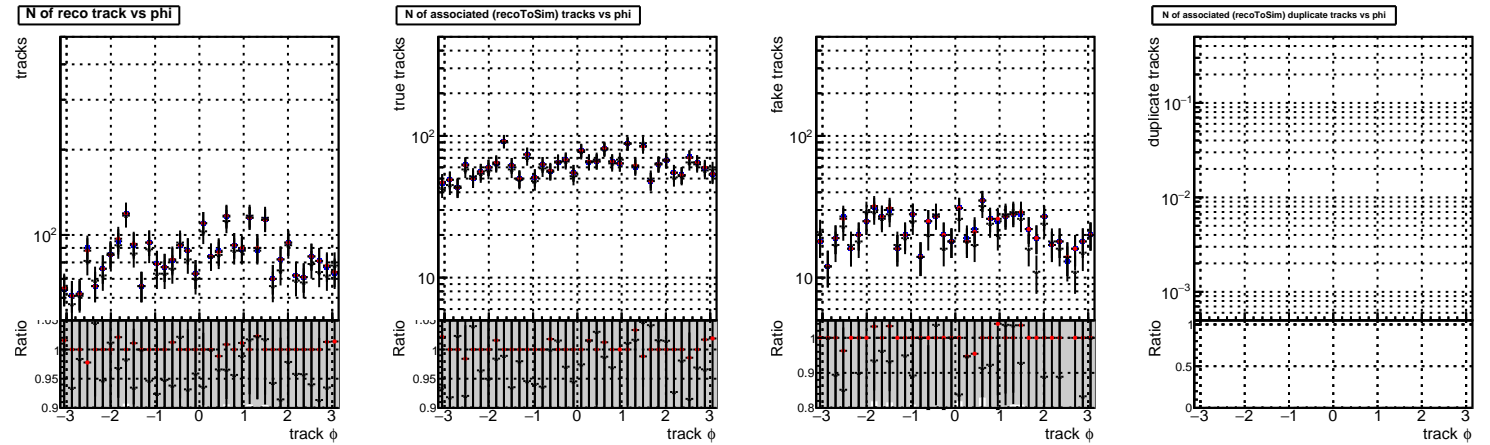 N of reco track vs phi
tracks
10²
Ratio
1.05
1
0.95
0.9
−3 −2 −1 0 1 2 3
track ϕ
N of associated (recoToSim) tracks vs phi
true tracks
10²
10
Ratio
1.05
1
0.95
0.9
−3 −2 −1 0 1 2 3
track ϕ
fake tracks
10²
10
Ratio
1
0.9
0.8
−3 −2 −1 0 1 2 3
track ϕ
N of associated (recoToSim) duplicate tracks vs phi
duplicate tracks
10⁻¹
10⁻²
10⁻³
Ratio
1
0.5
0
−3 −2 −1 0 1 2 3
track ϕ